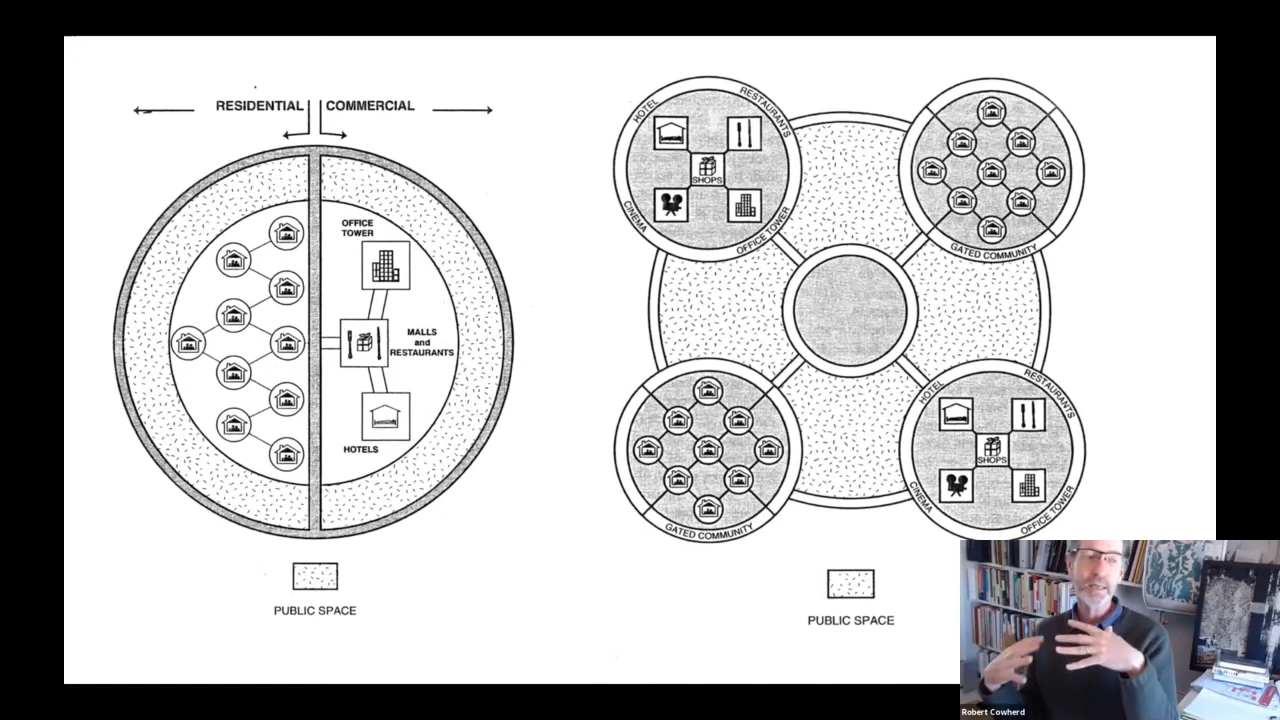 RESIDENTIAL
COMMERCIAL
OFFICE
TOWER
MALLS
and
RESTAURANTS
HOTELS
PUBLIC SPACE
HOTEL
RESTAURANTS
SHOPS
CINEMA
OFFICE TOWER
GATED COMMUNITY
GATED COMMUNITY
HOTEL
RESTAURANTS
SHOPS
CINEMA
OFFICE TOWER
PUBLIC SPACE
Robert Cowherd